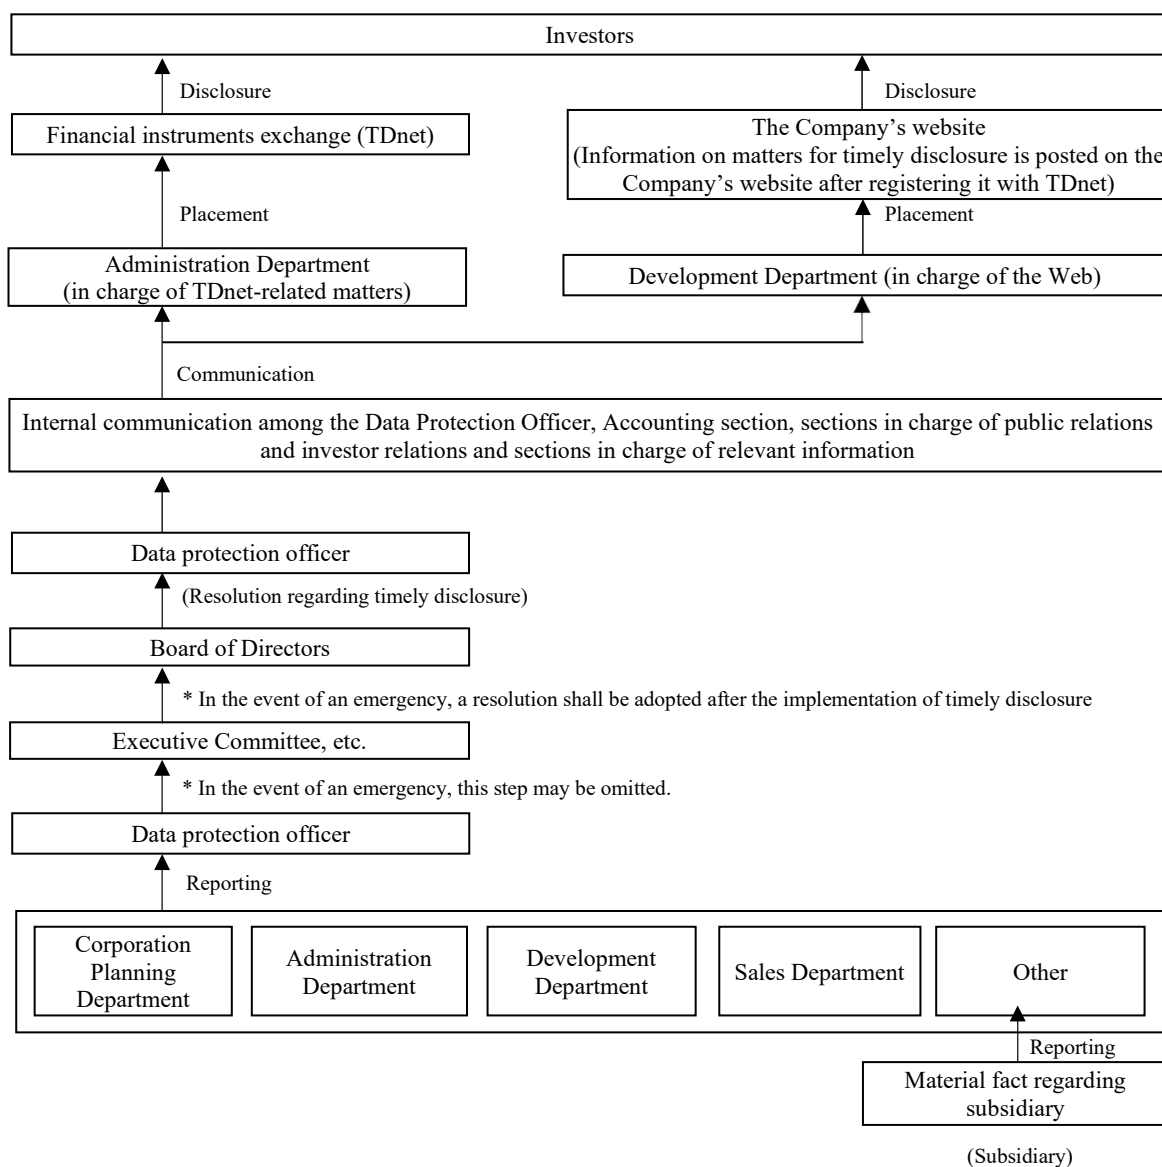 Investors
Disclosure
Disclosure
Financial instruments exchange (TDnet)
The Company’s website
(Information on matters for timely disclosure is posted on the
Company’s website after registering it with TDnet)
Placement
Placement
Administration Department
(in charge of TDnet-related matters)
Development Department (in charge of the Web)
Communication
Internal communication among the Data Protection Officer, Accounting section, sections in charge of public relations
and investor relations and sections in charge of relevant information
Data protection officer
(Resolution regarding timely disclosure)
Board of Directors
* In the event of an emergency, a resolution shall be adopted after the implementation of timely disclosure
Executive Committee, etc.
* In the event of an emergency, this step may be omitted.
Data protection officer
Reporting
Corporation
Planning
Department
Administration
Department
Development
Department
Sales Department
Other
Reporting
Material fact regarding
subsidiary
(Subsidiary)